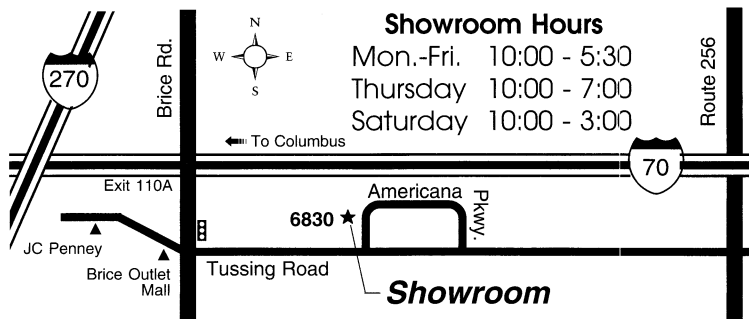 Showroom Hours
Mon.-Fri. 10:00 - 5:30
Thursday 10:00 - 7:00
Saturday 10:00 - 3:00
N
W E
S
270
Brice Rd.
Route 256
To Columbus
70
Exit 110A
Americana
Pkwy.
6830
JC Penney
Brice Outlet
Mall
Tussing Road
Showroom